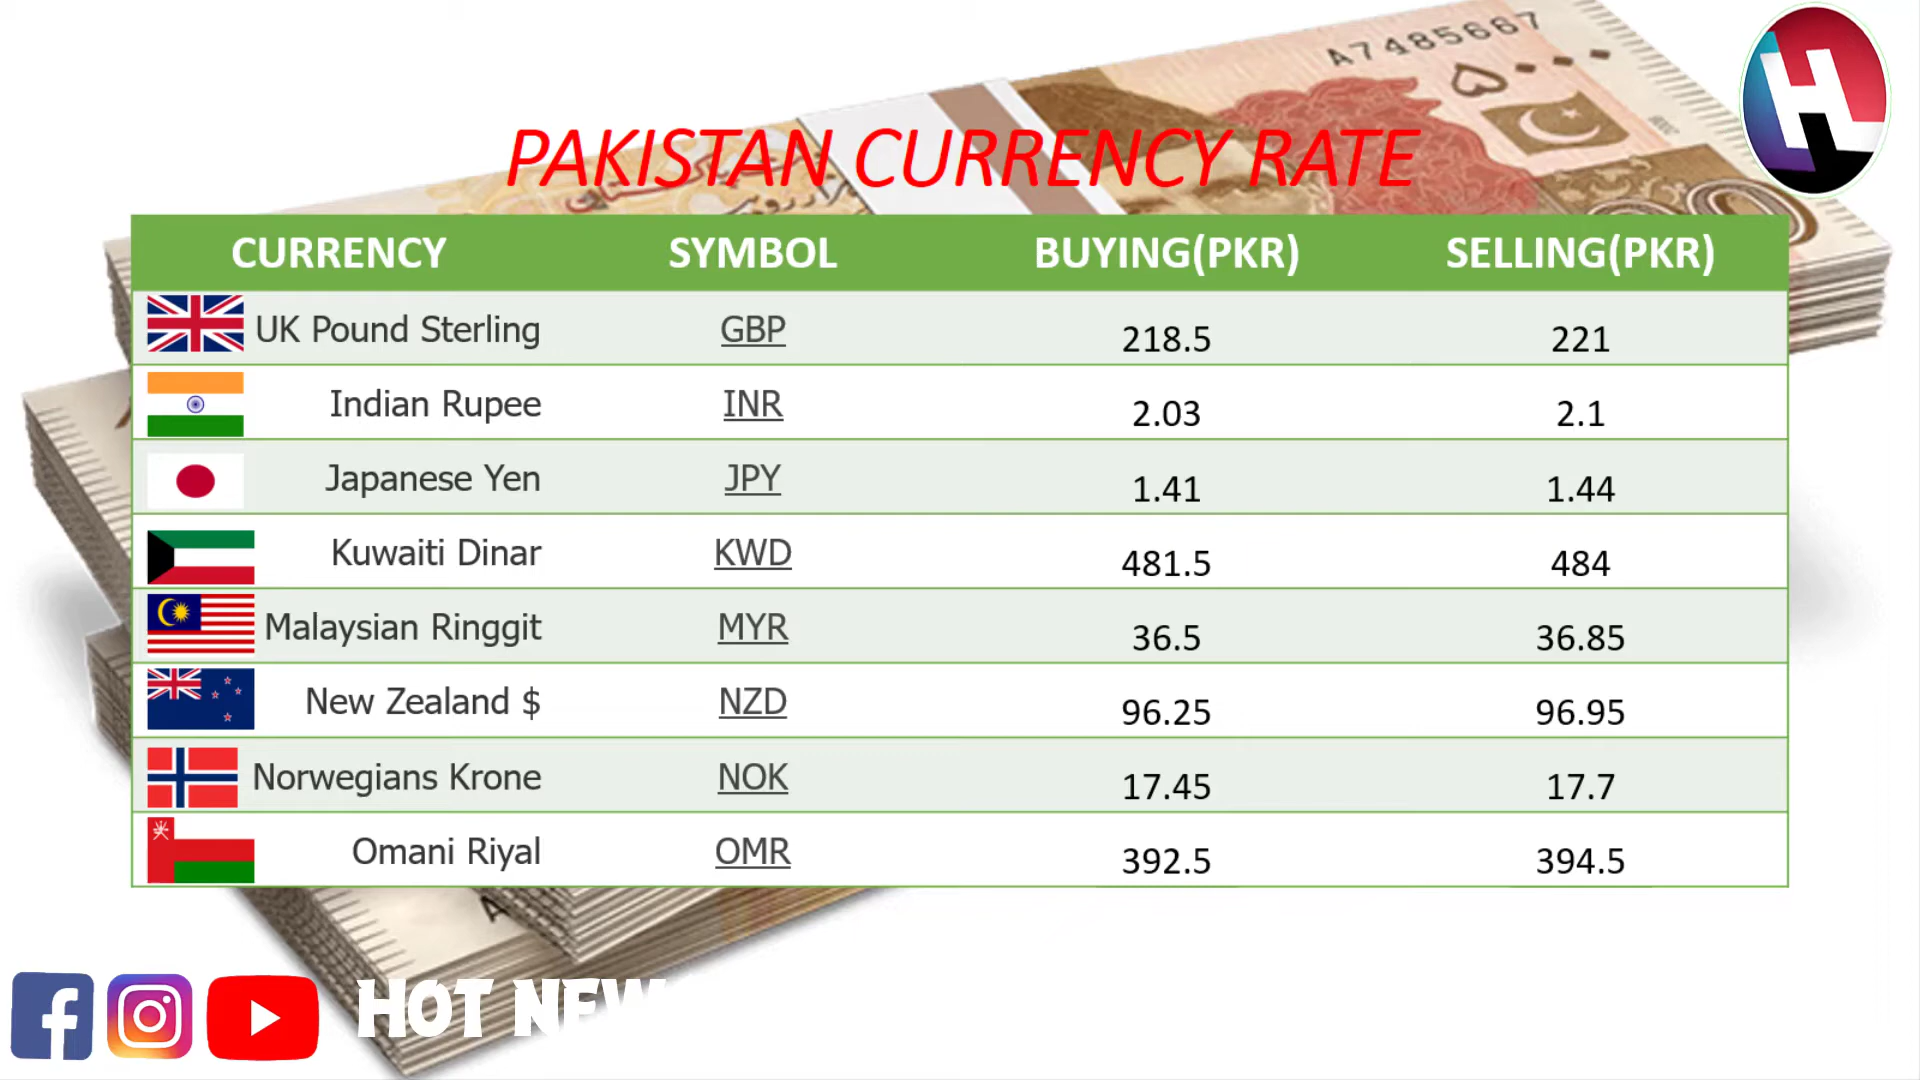 A7485667
۵۰۰۰
PAKISTAN CURRENCY RATE
CURRENCY SYMBOL BUYING(PKR) SELLING(PKR)
UK Pound Sterling GBP 218.5 221
Indian Rupee INR 2.03 2.1
Japanese Yen JPY 1.41 1.44
Kuwaiti Dinar KWD 481.5 484
Malaysian Ringgit MYR 36.5 36.85
New Zealand $ NZD 96.25 96.95
Norwegians Krone NOK 17.45 17.7
Omani Riyal OMR 392.5 394.5
HOT NEW